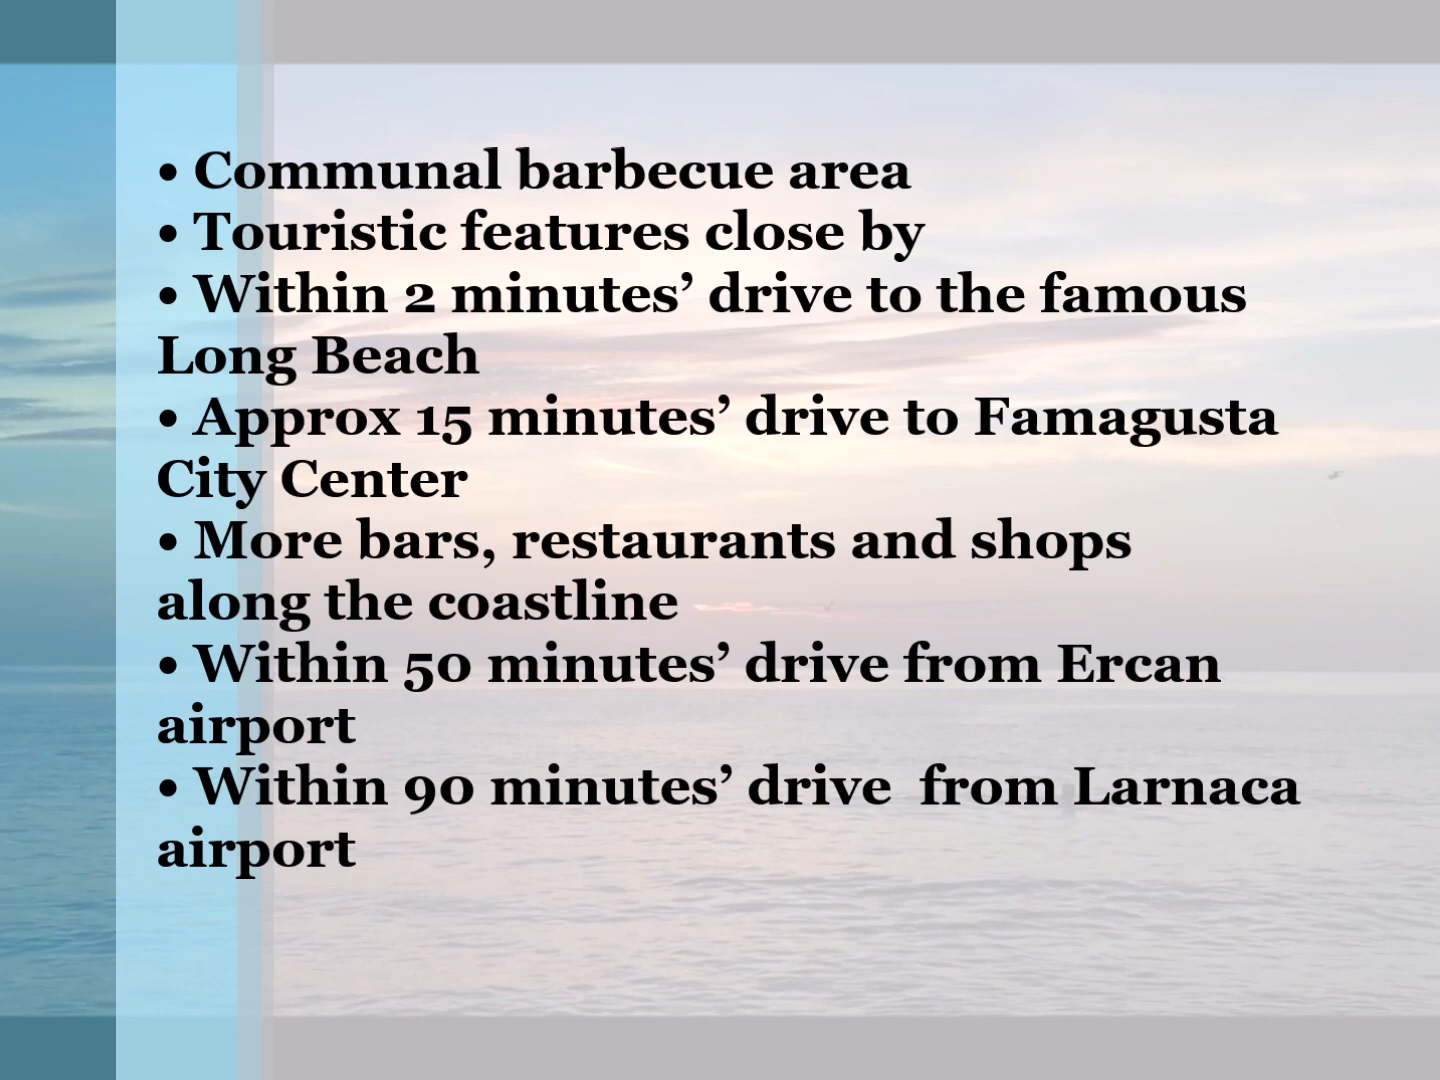 • Communal barbecue area
• Touristic features close by
• Within 2 minutes’ drive to the famous
Long Beach
• Approx 15 minutes’ drive to Famagusta
City Center
• More bars, restaurants and shops
along the coastline
• Within 50 minutes’ drive from Ercan
airport
• Within 90 minutes’ drive  from Larnaca
airport